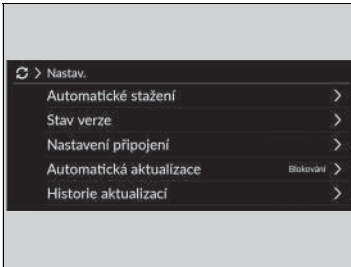 > Nastav.
Automatické stažení >
Stav verze >
Nastavení připojení >
Automatická aktualizace Blokování >
Historie aktualizací >